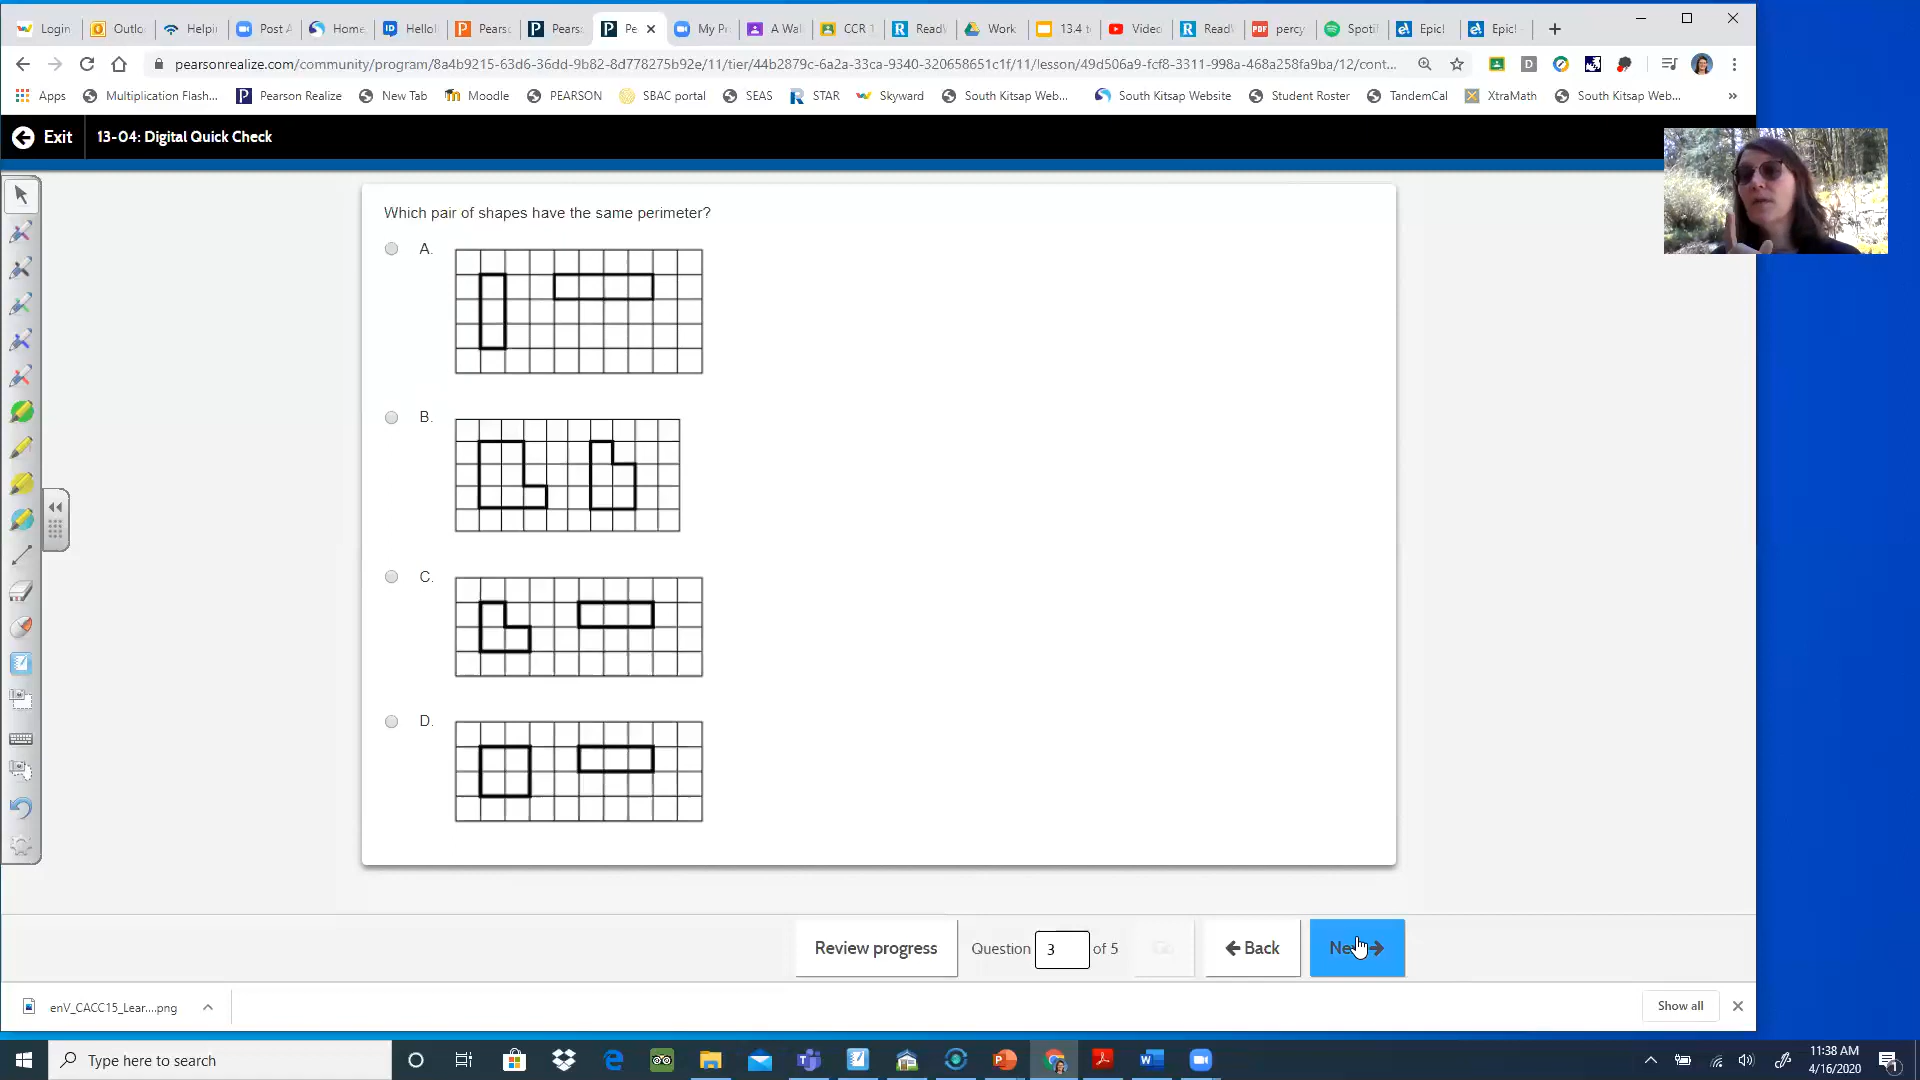 Login Outlo Helpi Post A Home Hello! Pears Pears Pe My Pr A Wal CCR 1 ReadW Work 13.4 t Video ReadW percy Spotif Epic! Epic!
pearsonrealize.com/community/program/8a4b9215-63d6-36dd-9b82-8d778275b92e/11/tier/44b2879c-6a2a-33ca-9340-320658651c1f/11/lesson/49d506a9-fcf8-3311-998a-468a258fa9ba/12/cont...
Apps Multiplication Flash... Pearson Realize New Tab Moodle PEARSON SBAC portal SEAS STAR Skyward South Kitsap Web... South Kitsap Website Student Roster TandemCal XtraMath South Kitsap Web... »
Exit 13-04: Digital Quick Check
Which pair of shapes have the same perimeter?
A.
B.
C.
D.
Review progress Question 3 of 5 Back
enV_CACC15_Lear....png Show all
Type here to search
11:38 AM
4/16/2020